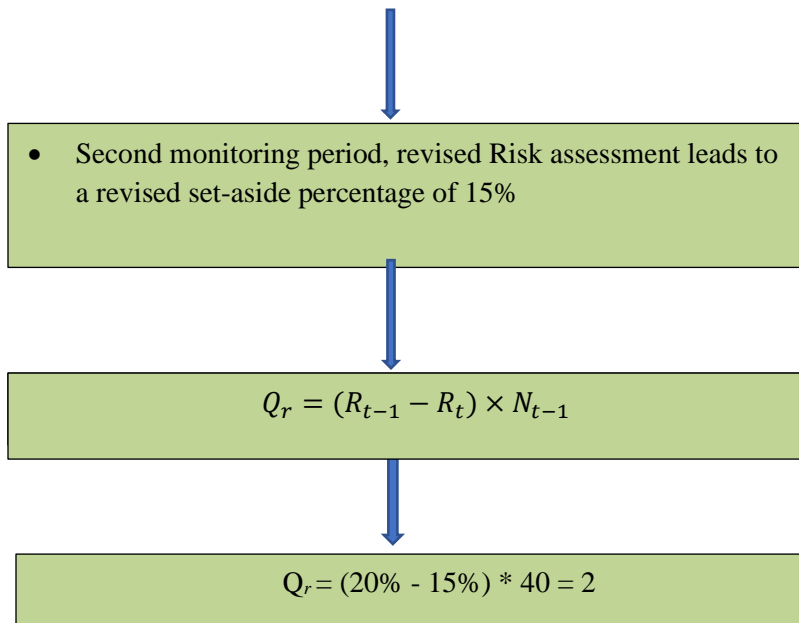 • Second monitoring period, revised Risk assessment leads to
a revised set-aside percentage of 15%
𝑄𝑟 = (𝑅𝑡−1 − 𝑅𝑡) × 𝑁𝑡−1
Qr = (20% - 15%) * 40 = 2